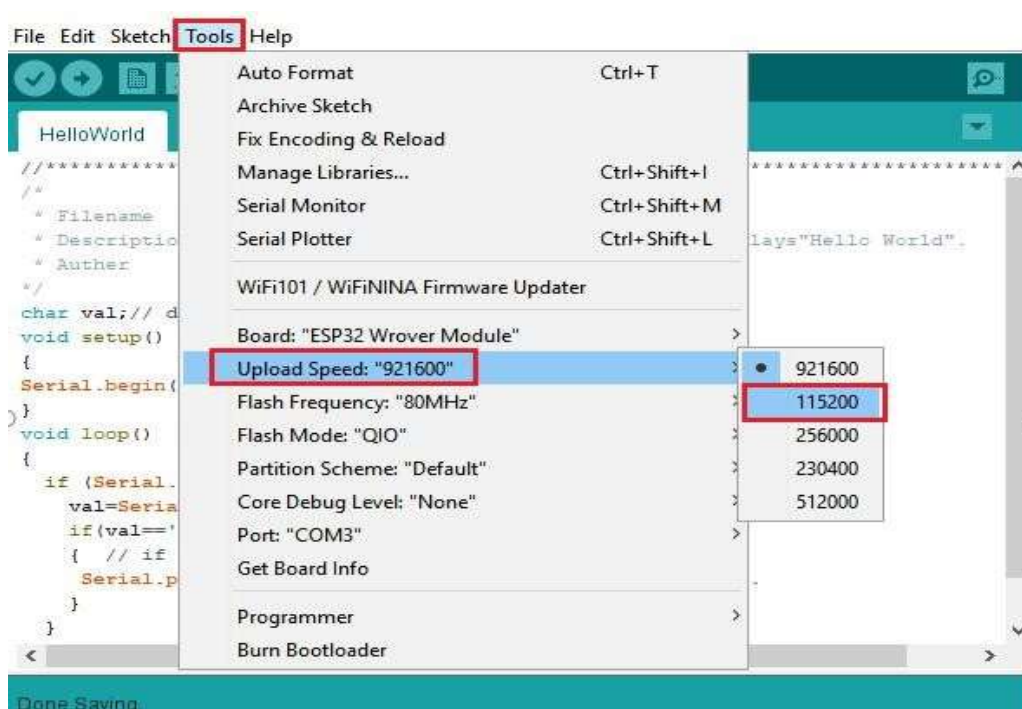 File Edit Sketch Tools Help
Auto Format Ctrl+T
Archive Sketch
HelloWorld
Fix Encoding & Reload
//***********
*********************
Manage Libraries... Ctrl+Shift+I
/*
Serial Monitor Ctrl+Shift+M
* Filename
* Descriptio
Serial Plotter Ctrl+Shift+L
lays"Hello World".
* Auther
*/
WiFi101 / WiFiNINA Firmware Updater
char val;// d
void setup()
Board: "ESP32 Wrover Module" >
{
Upload Speed: "921600"
921600
Serial.begin(
Flash Frequency: "80MHz"
115200
}
void loop()
Flash Mode: "QIO"
256000
{
if (Serial.
Partition Scheme: "Default"
230400
val=Seria
Core Debug Level: "None"
512000
if(val=='
Port: "COM3" >
{ // if
Get Board Info
Serial.p
}
Programmer >
}
Burn Bootloader
Done Saving.